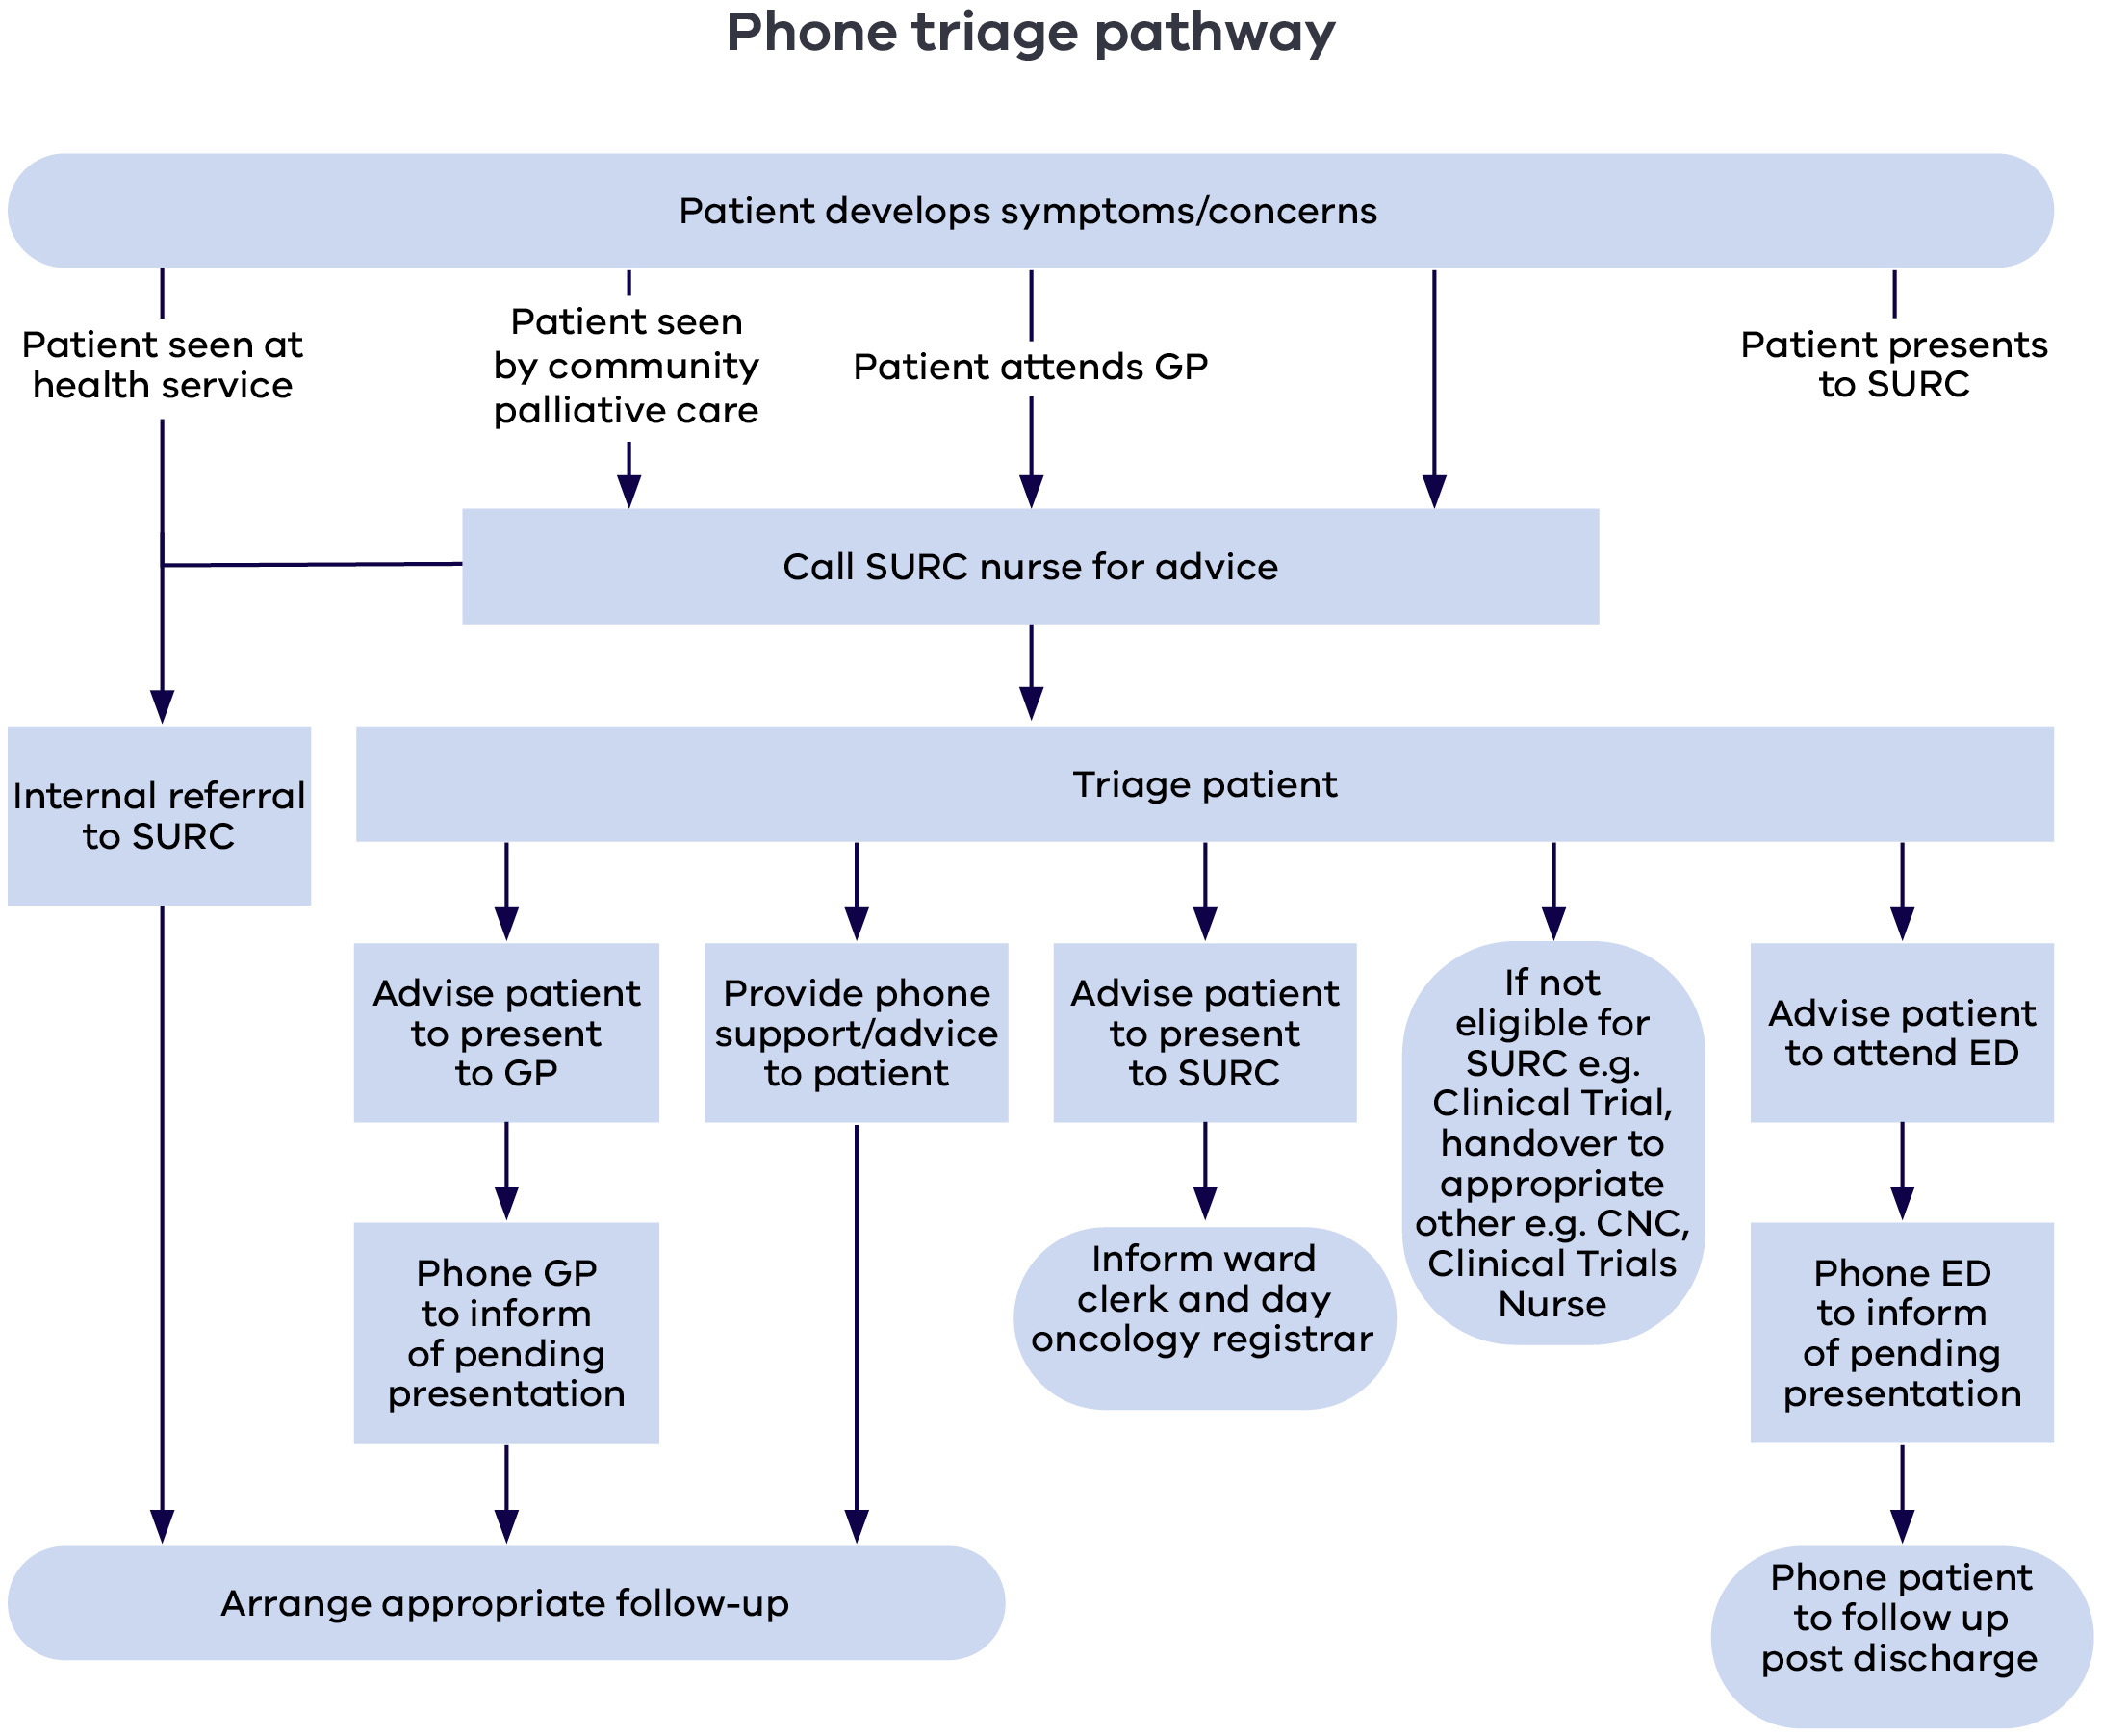 Phone triage pathway
Patient develops symptoms/concerns
Patient seen at
health service
Patient seen
by community
palliative care
Patient attends GP
Patient presents
to SURC
Call SURC nurse for advice
Internal referral
to SURC
Triage patient
Advise patient
to present
to GP
Provide phone
support/advice
to patient
Advise patient
to present
to SURC
If not
eligible for
SURC e.g.
Clinical Trial,
handover to
appropriate
other e.g. CNC,
Clinical Trials
Nurse
Advise patient
to attend ED
Phone GP
to inform
of pending
presentation
Inform ward
clerk and day
oncology registrar
Phone ED
to inform
of pending
presentation
Arrange appropriate follow-up
Phone patient
to follow up
post discharge